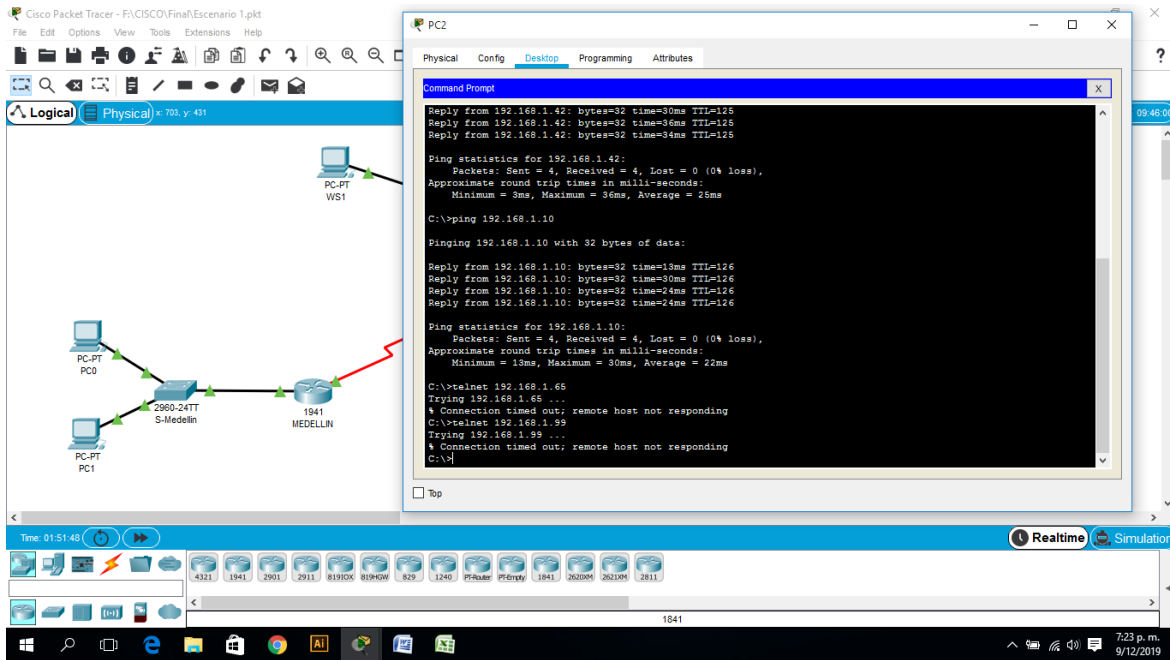 Cisco Packet Tracer - F:\CISCO\Final\Escenario 1.pkt
File Edit Options View Tools Extensions Help
Logical Physical x: 703, y: 431
09:46:00
PC-PT
WS1
PC-PT
PC0
2960-24TT
S-Medellin
1941
MEDELLIN
PC-PT
PC1
PC2
Physical Config Desktop Programming Attributes
Command Prompt
X
Reply from 192.168.1.42: bytes=32 time=30ms TTL=125
Reply from 192.168.1.42: bytes=32 time=36ms TTL=125
Reply from 192.168.1.42: bytes=32 time=34ms TTL=125
Ping statistics for 192.168.1.42:
Packets: Sent = 4, Received = 4, Lost = 0 (0% loss),
Approximate round trip times in milli-seconds:
Minimum = 3ms, Maximum = 36ms, Average = 25ms
C:\>ping 192.168.1.10
Pinging 192.168.1.10 with 32 bytes of data:
Reply from 192.168.1.10: bytes=32 time=13ms TTL=126
Reply from 192.168.1.10: bytes=32 time=30ms TTL=126
Reply from 192.168.1.10: bytes=32 time=24ms TTL=126
Reply from 192.168.1.10: bytes=32 time=24ms TTL=126
Ping statistics for 192.168.1.10:
Packets: Sent = 4, Received = 4, Lost = 0 (0% loss),
Approximate round trip times in milli-seconds:
Minimum = 13ms, Maximum = 30ms, Average = 22ms
C:\>telnet 192.168.1.65
Trying 192.168.1.65 ...
% Connection timed out; remote host not responding
C:\>telnet 192.168.1.99
Trying 192.168.1.99 ...
% Connection timed out; remote host not responding
C:\>
Top
Time: 01:51:48
Realtime Simulation
4321 1941 2901 2911 819IOX 819HGW 829 1240 PT-Router PT-Empty 1841 2620XM 2621XM 2811
1841
Ai
7:23 p. m.
9/12/2019